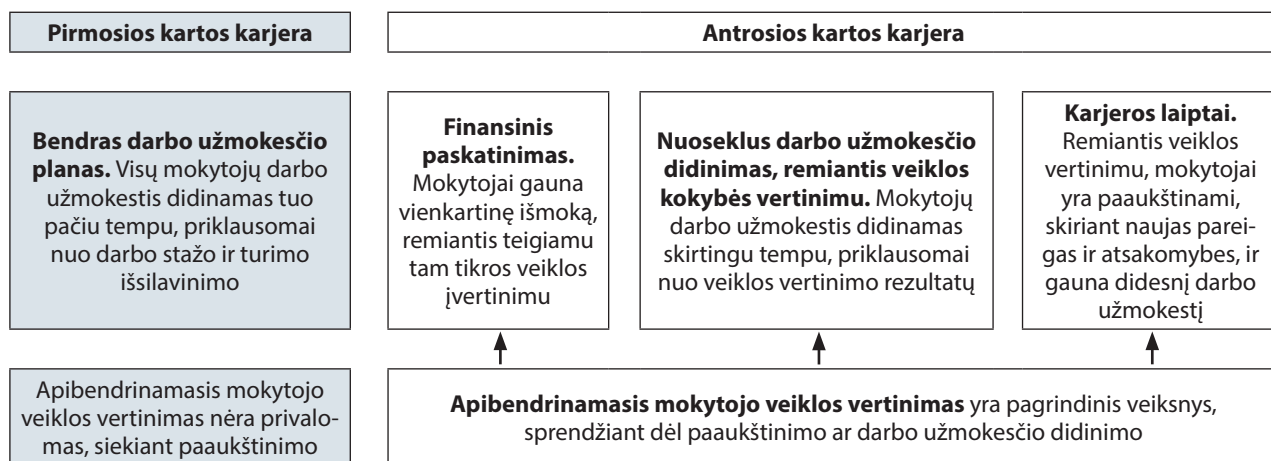 Pirmosios kartos karjera
Antrosios kartos karjera
Bendras darbo užmokesčio
planas. Visų mokytojų darbo
užmokestis didinamas tuo
pačiu tempu, priklausomai
nuo darbo stažo ir turimo
išsilavinimo
Finansinis
paskatinimas.
Mokytojai gauna
vienkartinę išmoką,
remiantis teigiamu
tam tikros veiklos
įvertinimu
Nuoseklus darbo užmokesčio
didinimas, remiantis veiklos
kokybės vertinimu. Mokytojų
darbo užmokestis didinamas
skirtingu tempu, priklausomai
nuo veiklos vertinimo rezultatų
Karjeros laiptai.
Remiantis veiklos
vertinimu, mokytojai
yra paaukštinami,
skiriant naujas parei-
gas ir atsakomybes, ir
gauna didesnį darbo
užmokestį
Apibendrinamasis mokytojo
veiklos vertinimas nėra privalo-
mas, siekiant paaukštinimo
Apibendrinamasis mokytojo veiklos vertinimas yra pagrindinis veiksnys,
sprendžiant dėl paaukštinimo ar darbo užmokesčio didinimo